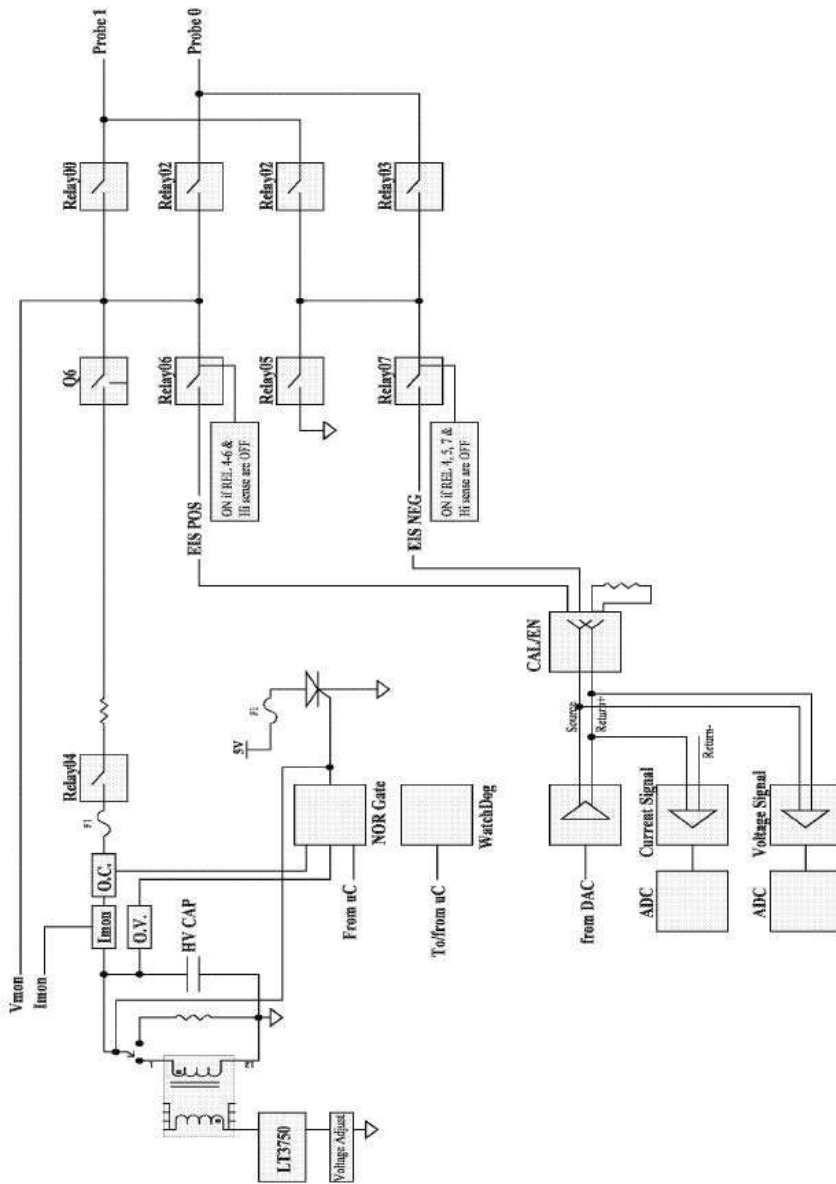 Vmon
Imon
Imon
O.C.
F1
Relay04
Q6
Relay00
Probe 1
O.V.
HV CAP
Relay06
Relay02
Probe 0
ON if REL 4-6 &
Hi sense are OFF
EIS POS
Relay05
Relay02
LT3750
Voltage Adjust
5V
F1
NOR Gate
From uC
WatchDog
To/from uC
EIS NEG
Relay07
Relay03
ON if REL 4, 5, 7 &
Hi sense are OFF
CAL/EN
from DAC
Source
Return+
Return-
ADC
Current Signal
ADC
Voltage Signal